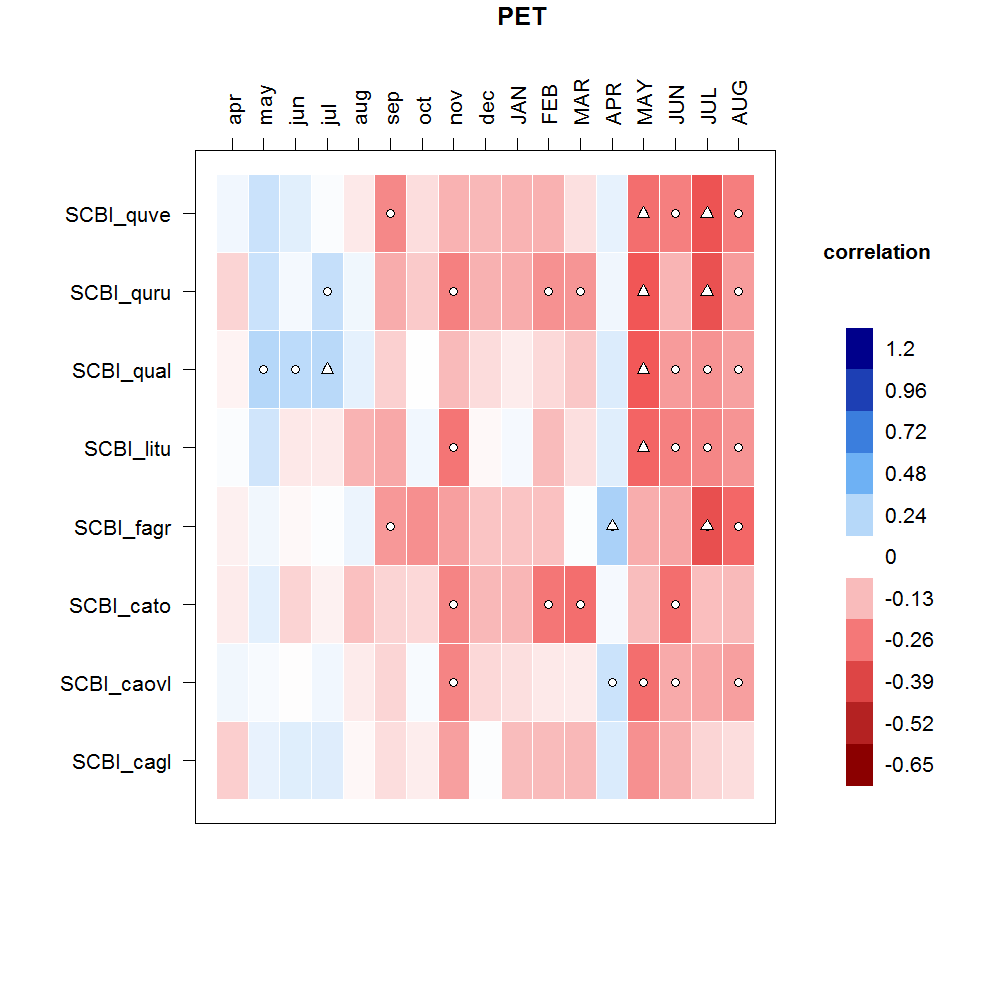 PET
apr may jun jul aug sep oct nov dec JAN FEB MAR APR MAY JUN JUL AUG
SCBI_quve
SCBI_quru
SCBI_qual
SCBI_litu
SCBI_fagr
SCBI_cato
SCBI_caovl
SCBI_cagl
correlation
1.2
0.96
0.72
0.48
0.24
0
-0.13
-0.26
-0.39
-0.52
-0.65